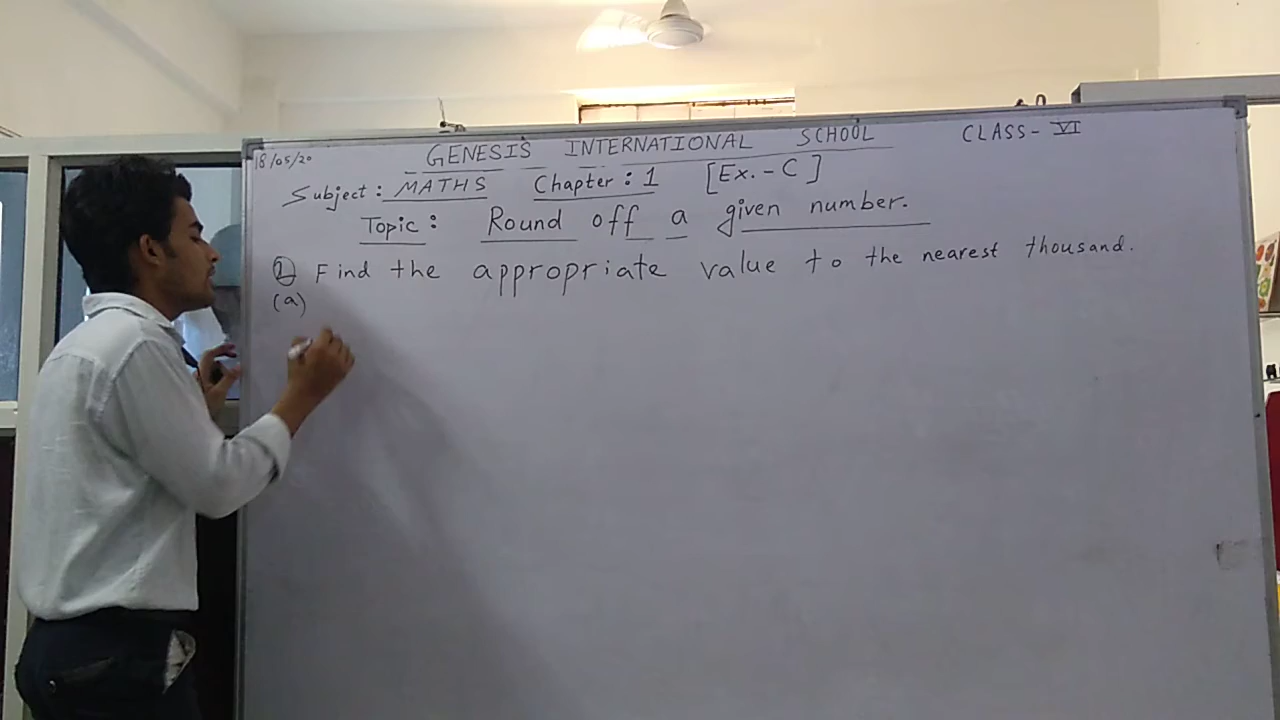 18/05/20 GENESIS INTERNATIONAL SCHOOL CLASS- VI
Subject: MATHS Chapter: 1 [Ex.-C]
Topic: Round off a given number.
① Find the appropriate value to the nearest thousand.
(a)